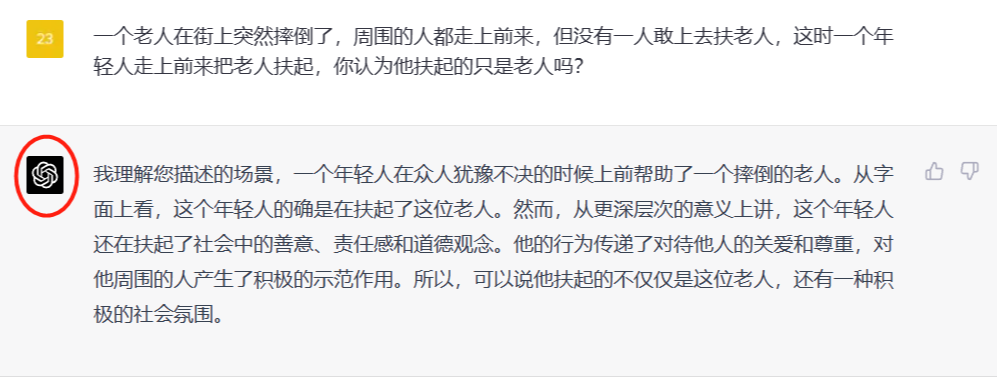 23
一个老人在街上突然摔倒了，周围的人都走上前来，但没有一人敢上去扶老人，这时一个年
轻人走上前来把老人扶起，你认为他扶起的只是老人吗？
我理解您描述的场景，一个年轻人在众人犹豫不决的时候上前帮助了一个摔倒的老人。从字
面上看，这个年轻人的确是在扶起了这位老人。然而，从更深层次的意义上讲，这个年轻人
还在扶起了社会中的善意、责任感和道德观念。他的行为传递了对待他人的关爱和尊重，对
他周围的人产生了积极的示范作用。所以，可以说他扶起的不仅仅是这位老人，还有一种积
极的社会氛围。